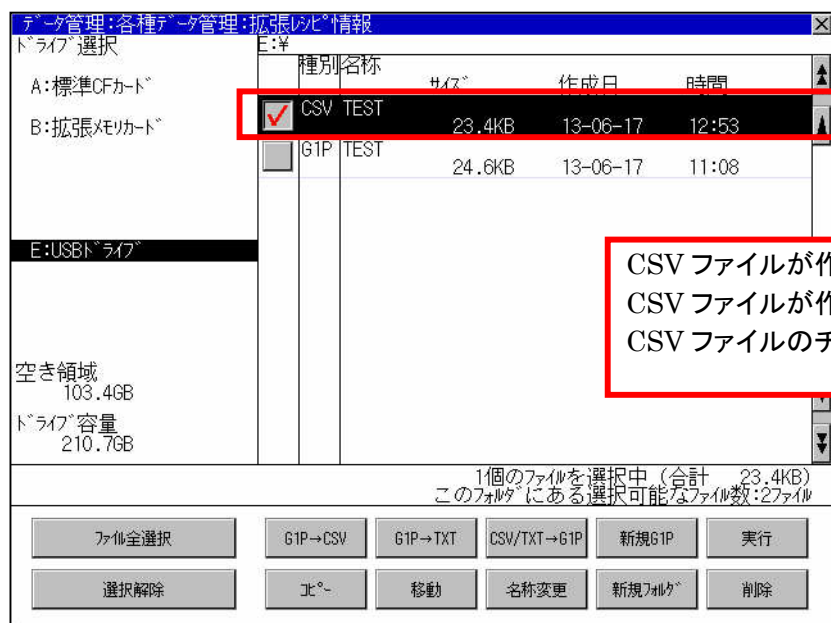 ﾃﾞｰﾀ管理:各種ﾃﾞｰﾀ管理:拡張ﾚｼﾋﾟ情報
ﾄﾞﾗｲﾌﾞ選択
E:¥
種別 名称
ｻｲｽﾞ 作成日 時間
A:標準CFｶｰﾄﾞ
B:拡張ﾒﾓﾘｶｰﾄﾞ
CSV TEST
23.4KB 13-06-17 12:53
G1P TEST
24.6KB 13-06-17 11:08
E:USBﾄﾞﾗｲﾌﾞ
CSV ファイルが作
CSV ファイルが作
CSV ファイルのチ
空き領域
103.4GB
ﾄﾞﾗｲﾌﾞ容量
210.7GB
1個のﾌｧｲﾙを選択中 (合計 23.4KB)
このﾌｫﾙﾀﾞにある選択可能なﾌｧｲﾙ数:2ﾌｧｲﾙ
ﾌｧｲﾙ全選択 G1P→CSV G1P→TXT CSV/TXT→G1P 新規G1P 実行
選択解除 ｺﾋﾟｰ 移動 名称変更 新規ﾌｫﾙﾀﾞ 削除